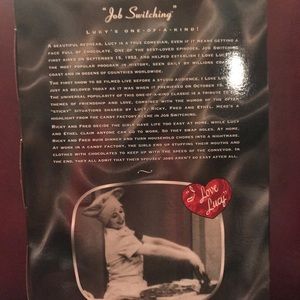 "Job Switching"
LUCY'S ONE-OF-A-KIND!
A BEAUTIFUL REDHEAD, LUCY IS A TRUE COMEDIAN, EVEN IF IT MEANS GETTING A
FACE FULL OF CHOCOLATE. ONE OF THE BEST-LOVED EPISODES, JOB SWITCHING,
FIRST AIRED ON SEPTEMBER 15, 1952, AND HELPED ESTABLISH I LOVE LUCY AS
THE MOST POPULAR PROGRAM IN HISTORY, SEEN DAILY BY MILLIONS COAST TO
COAST AND IN DOZENS OF COUNTRIES WORLDWIDE.
THE FIRST SHOW TO BE FILMED LIVE BEFORE A STUDIO AUDIENCE, I LOVE LUCY IS
JUST AS BELOVED TODAY AS IT WAS WHEN IT PREMIERED ON OCTOBER 15,
THE UNIVERSAL POPULARITY OF THIS ONE-OF-A-KIND CLASSIC IS A TRIBUTE TO
THEMES OF FRIENDSHIP AND LOVE, COMBINED WITH THE HUMOR OF THE OFTEN
"STICKY" SITUATIONS SHARED BY LUCY, RICKY, FRED AND ETHEL. HERE'S A
HIGHLIGHT FROM THE CANDY FACTORY SCENE IN JOB SWITCHING.
RICKY AND FRED DECIDE THE GIRLS HAVE LIFE TOO EASY AT HOME, WHILE LUCY
AND ETHEL CLAIM ANYONE CAN GO TO WORK. SO THEY SWAP PLACES. AT HOME,
RICKY AND FRED RUIN DINNER AND TURN HOUSEHOLD CHORES INTO A NIGHTMARE.
AT WORK IN A CANDY FACTORY, THE GIRLS END UP STUFFING THEIR MOUTHS AND
CLOTHES WITH CHOCOLATES TO KEEP UP WITH THE SPEED OF THE CONVEYOR. IN
THE END, THEY ALL ADMIT THAT THEIR SPOUSES' JOBS AREN'T SO EASY AFTER ALL.
"I Love Lucy"